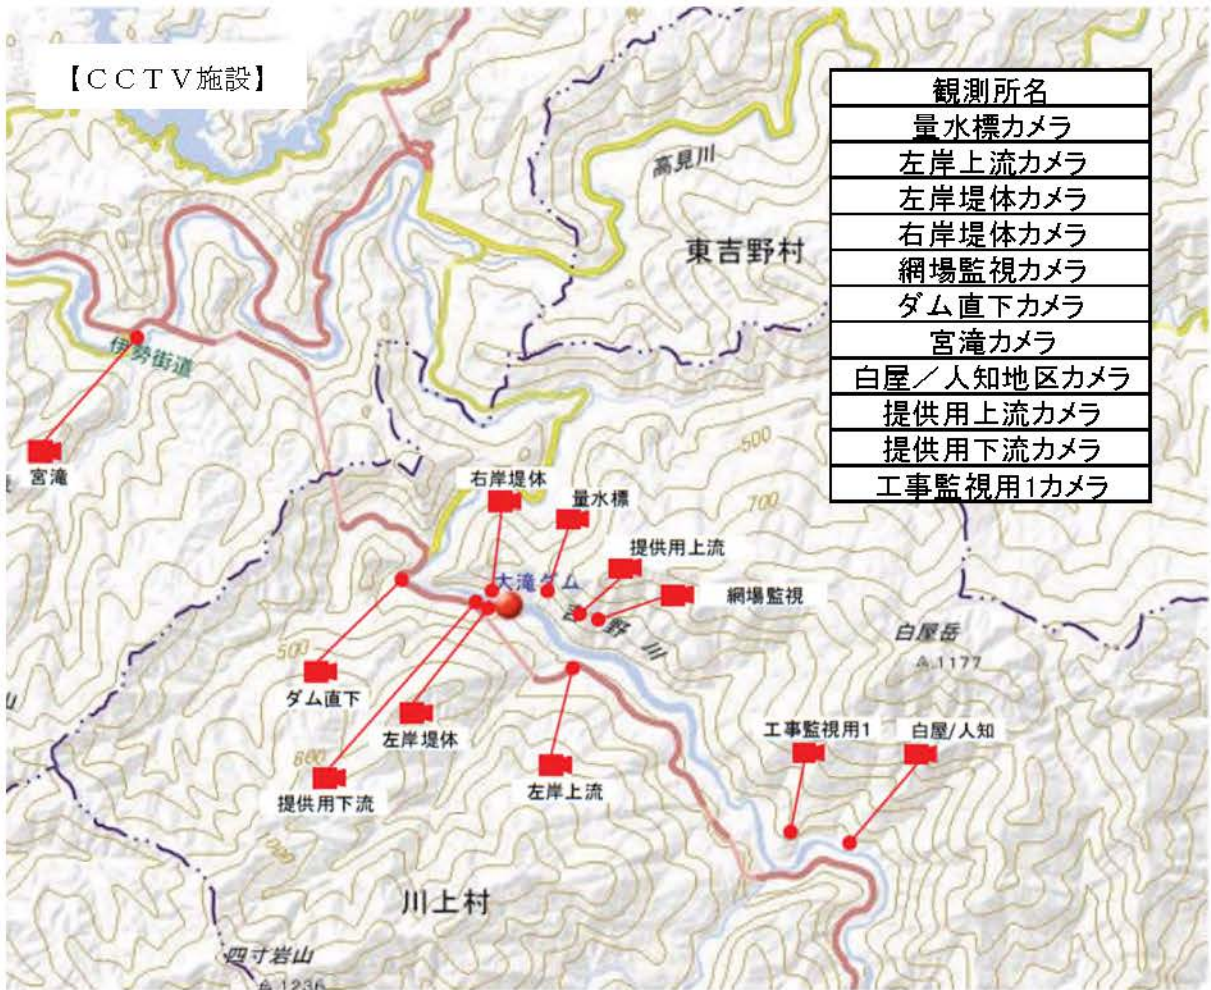 【ＣＣＴＶ施設】
観測所名
量水標カメラ
左岸上流カメラ
左岸堤体カメラ
右岸堤体カメラ
網場監視カメラ
ダム直下カメラ
宮滝カメラ
白屋／人知地区カメラ
提供用上流カメラ
提供用下流カメラ
工事監視用1カメラ
高見川
東吉野村
伊勢街道
宮滝
500
700
右岸堤体
量水標
提供用上流
大滝ダム
網場監視
吉野川
白屋岳
1177
500
ダム直下
左岸堤体
600
提供用下流
左岸上流
工事監視用1
白屋/人知
川上村
四寸岩山
1236